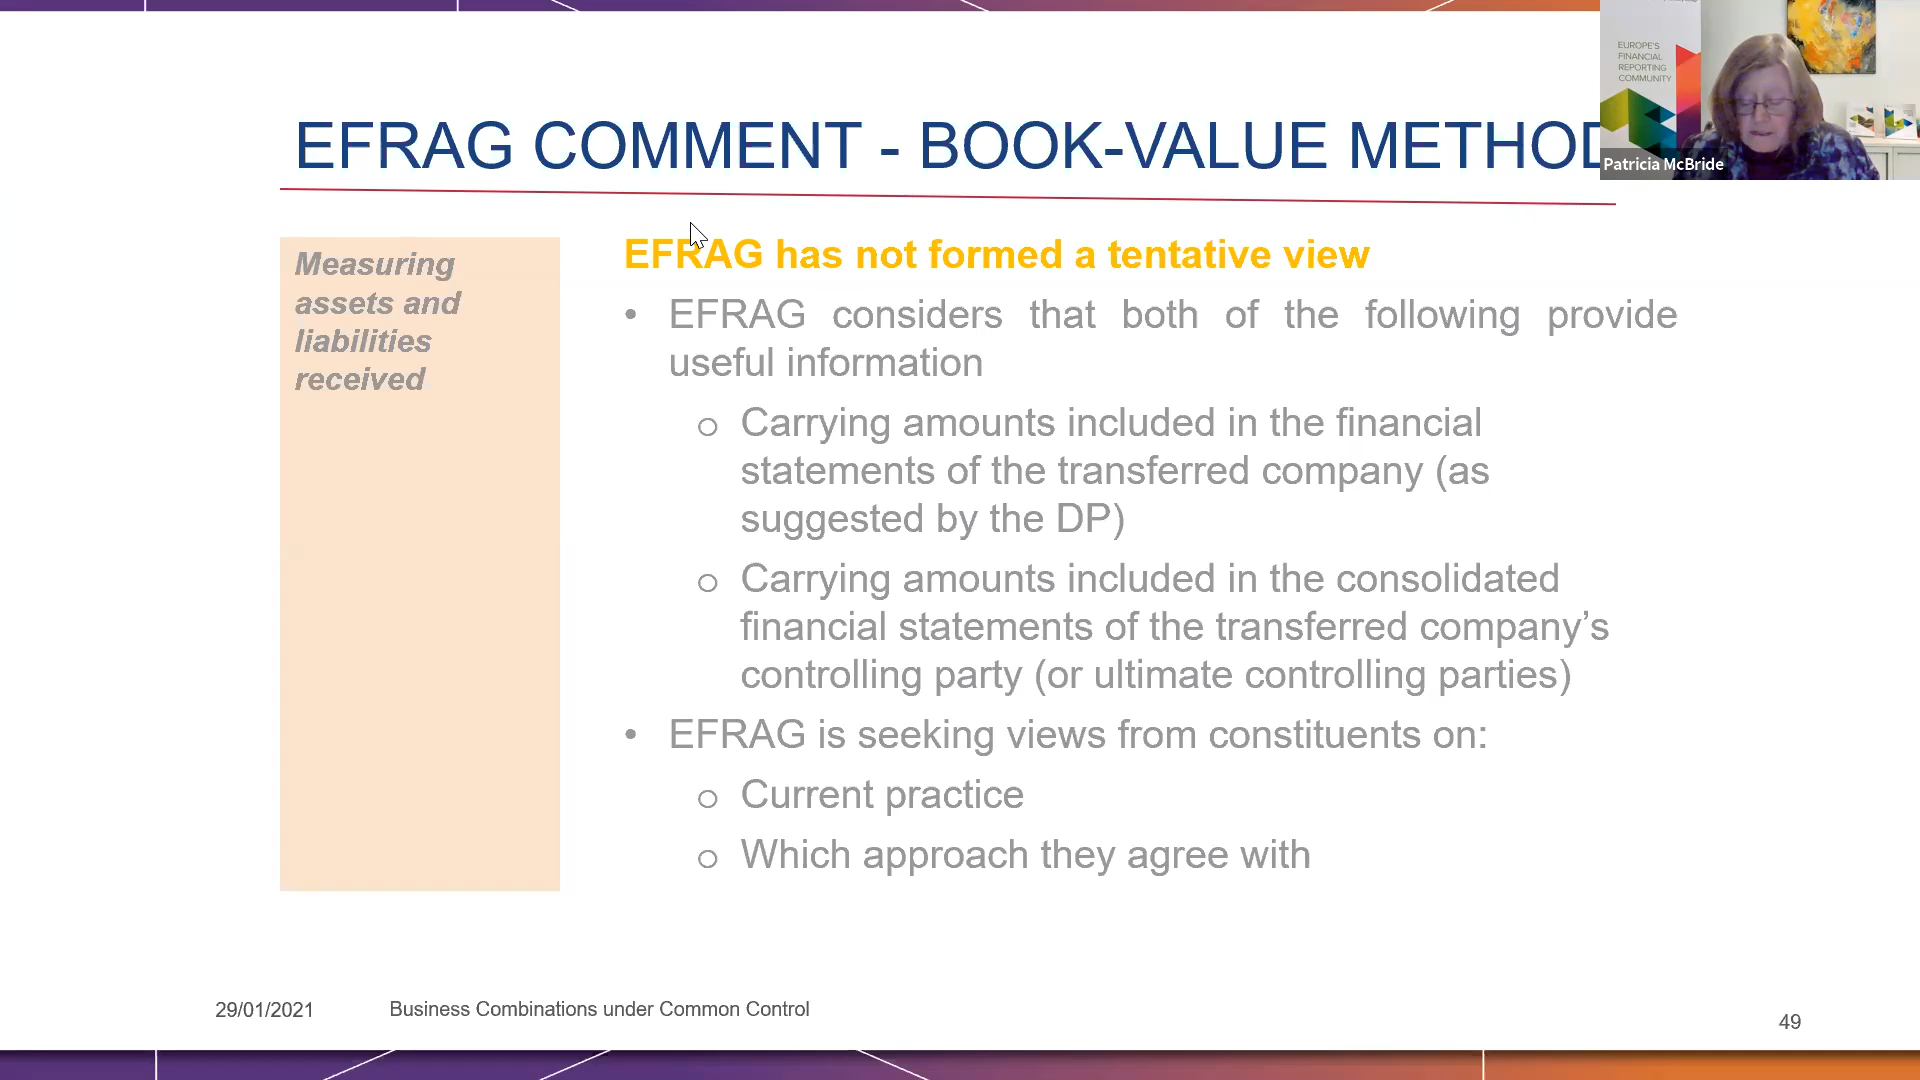 EFRAG COMMENT - BOOK-VALUE METHOD
EUROPE'S
FINANCIAL
REPORTING
COMMUNITY
Patricia McBride
Measuring
assets and
liabilities
received
EFRAG has not formed a tentative view
• EFRAG considers that both of the following provide
useful information
o Carrying amounts included in the financial
statements of the transferred company (as
suggested by the DP)
o Carrying amounts included in the consolidated
financial statements of the transferred company’s
controlling party (or ultimate controlling parties)
• EFRAG is seeking views from constituents on:
o Current practice
o Which approach they agree with
29/01/2021
Business Combinations under Common Control
49